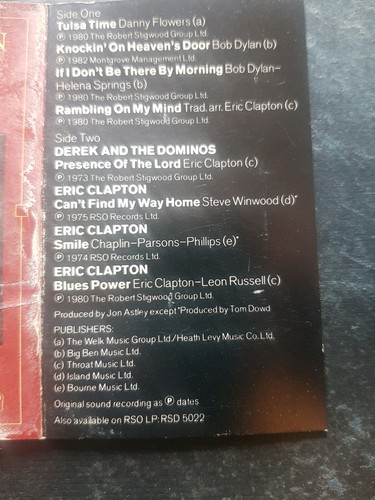 Side One
Tulsa Time Danny Flowers (a)
℗ 1980 The Robert Stigwood Group Ltd.
Knockin' On Heaven's Door Bob Dylan (b)
℗ 1982 Montgrove Management Ltd.
If I Don't Be There By Morning Bob Dylan–
Helena Springs (b)
℗ 1980 The Robert Stigwood Group Ltd.
Rambling On My Mind Trad. arr. Eric Clapton (c)
℗ 1980 The Robert Stigwood Group Ltd.
Side Two
DEREK AND THE DOMINOS
Presence Of The Lord Eric Clapton (c)
℗ 1973 The Robert Stigwood Group Ltd.
ERIC CLAPTON
Can't Find My Way Home Steve Winwood (d)*
℗ 1975 RSO Records Ltd.
ERIC CLAPTON
Smile Chaplin–Parsons–Phillips (e)*
℗ 1974 RSO Records Ltd.
ERIC CLAPTON
Blues Power Eric Clapton–Leon Russell (c)
℗ 1980 The Robert Stigwood Group Ltd.
Produced by Jon Astley except *Produced by Tom Dowd
PUBLISHERS:
(a) The Welk Music Group Ltd./Heath Levy Music Co. Ltd.
(b) Big Ben Music Ltd.
(c) Throat Music Ltd.
(d) Island Music Ltd.
(e) Bourne Music Ltd.
Original sound recording as ℗ dates
Also available on RSO LP: RSD 5022